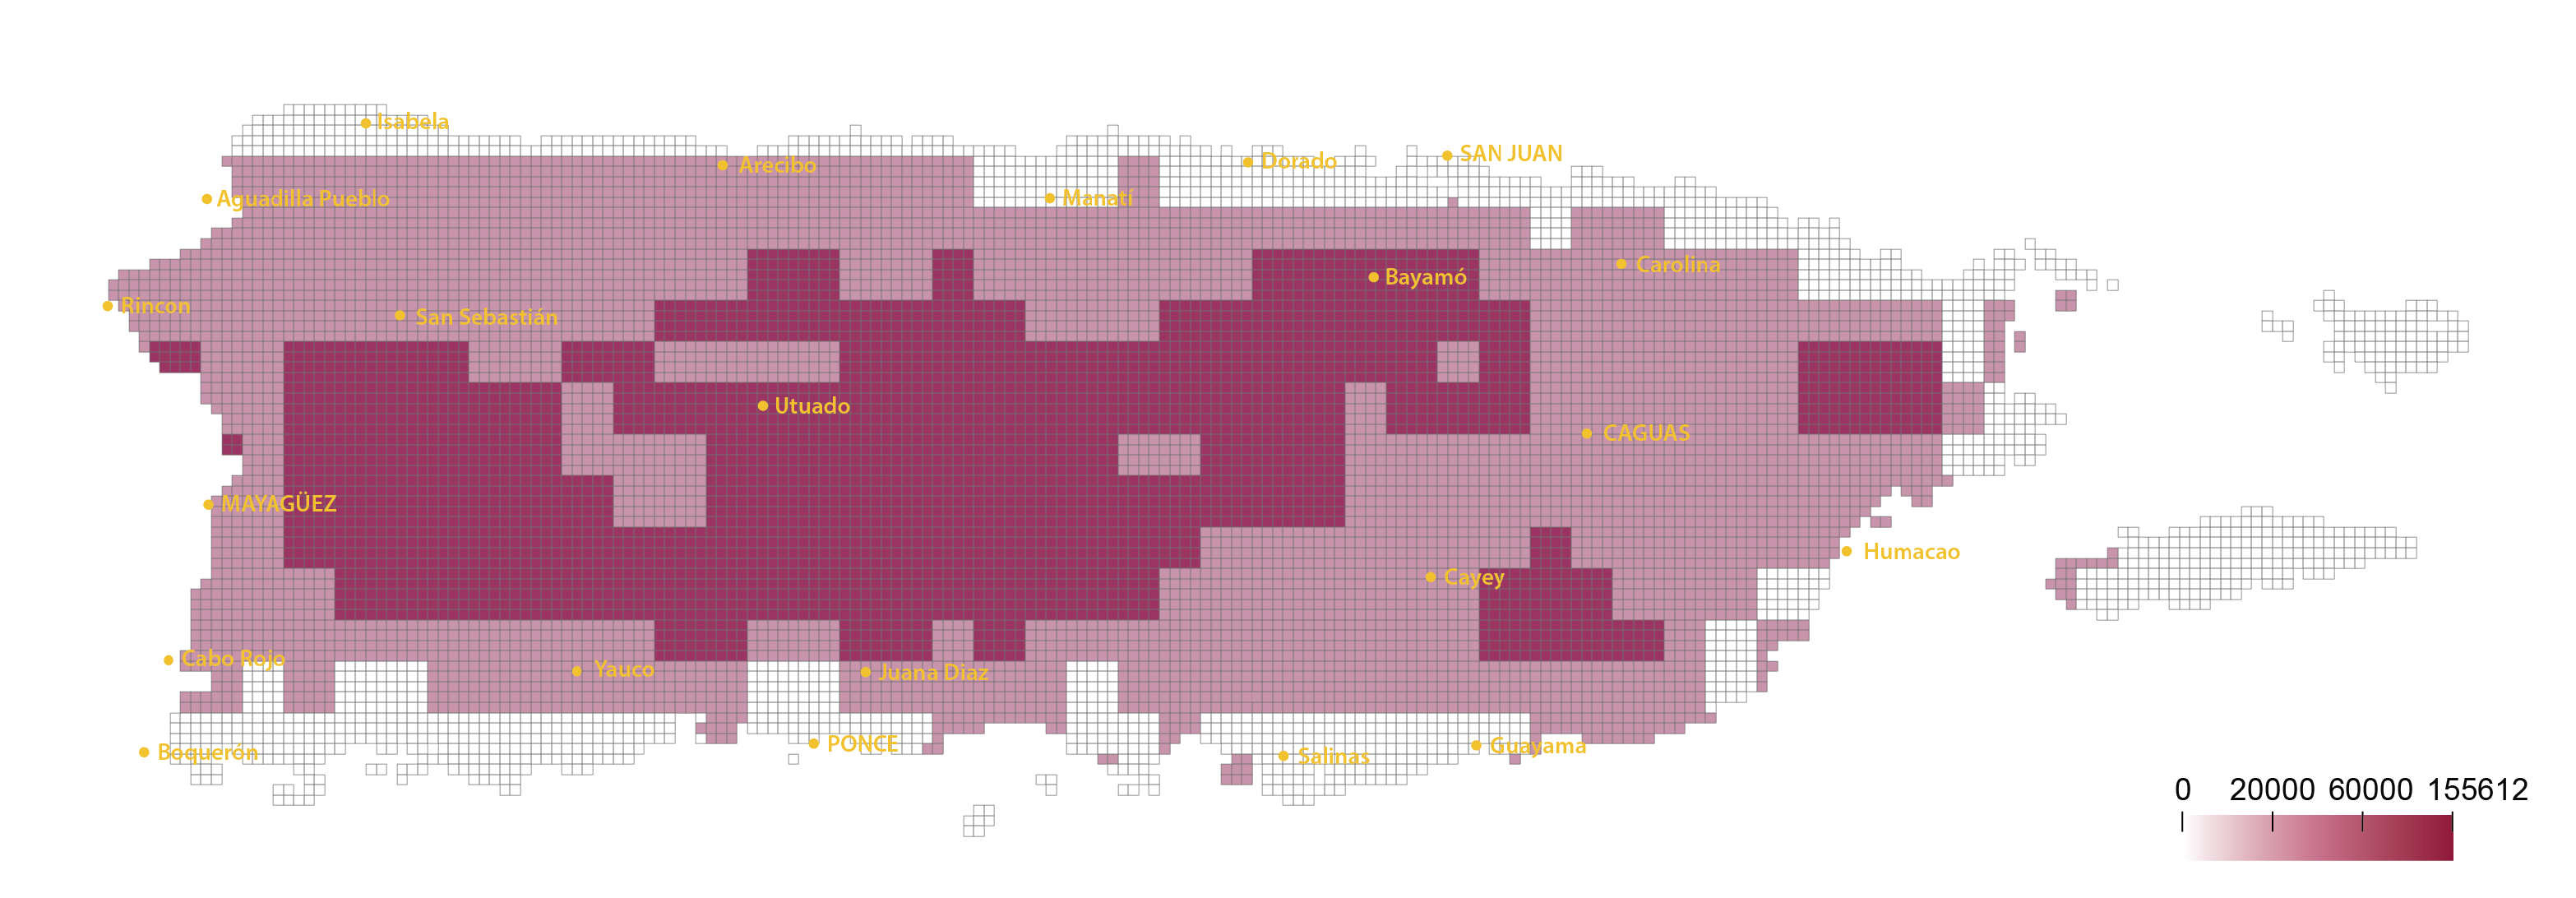 Isabela
SAN JUAN
Dorado
Arecibo
Manatí
Aguadilla Pueblo
Carolina
Bayamó
Rincon
San Sebastián
Utuado
CAGUAS
MAYAGÜEZ
Humacao
Cayey
Cabo Rojo
Yauco
Juana Diaz
PONCE
Guayama
Boquerón
Salinas
0 20000 60000 155612